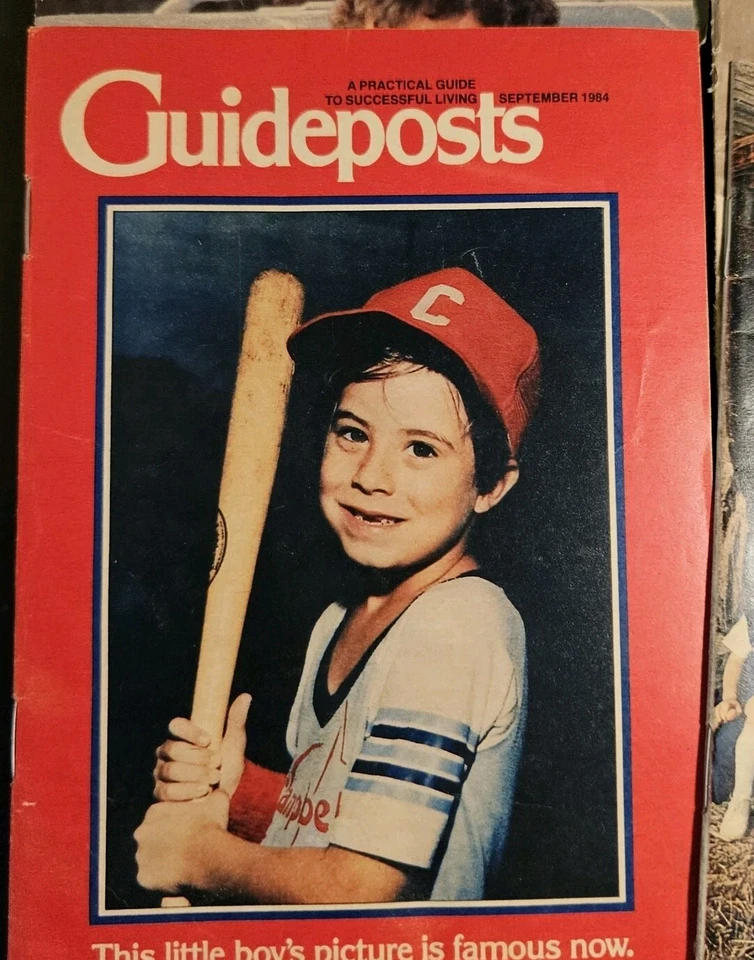 A PRACTICAL GUIDE
TO SUCCESSFUL LIVING
SEPTEMBER 1984
Guideposts
C
This little boy's picture is famous now.